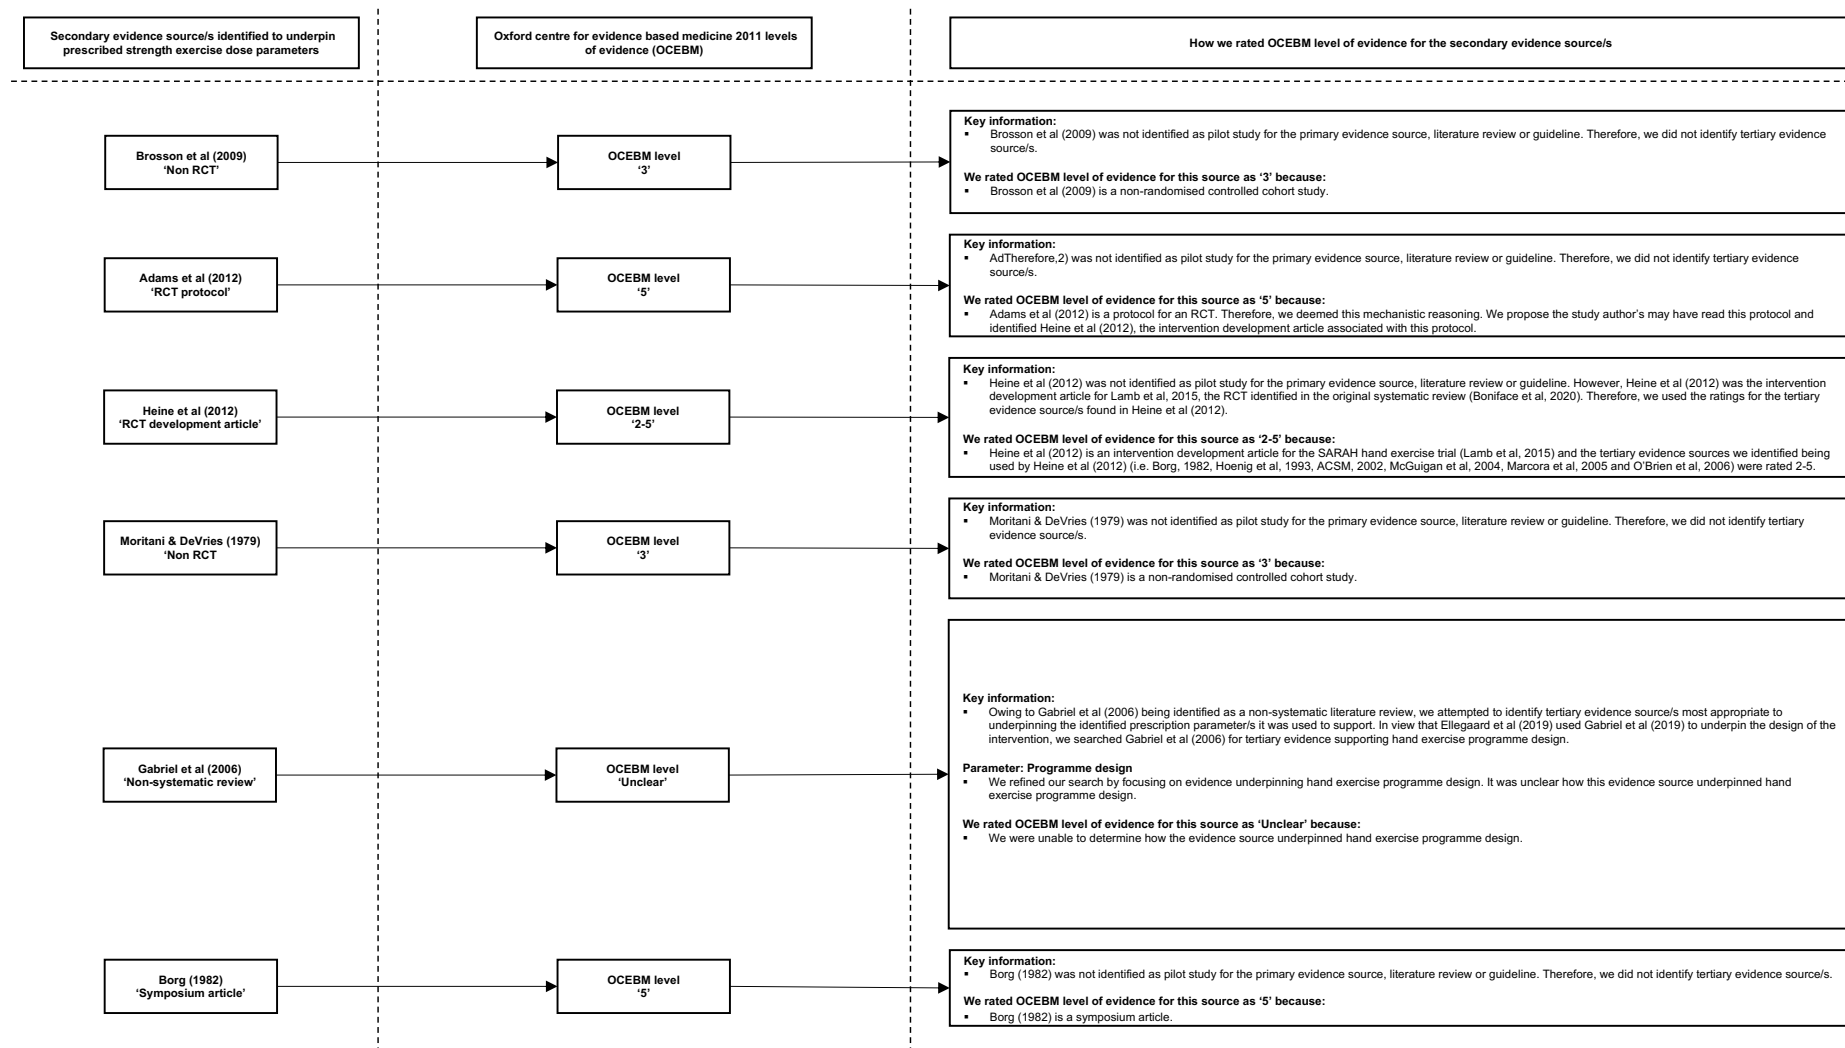 Secondary evidence source/s identified to underpin
prescribed strength exercise dose parameters
Oxford centre for evidence based medicine 2011 levels
of evidence (OCEBM)
How we rated OCEBM level of evidence for the secondary evidence source/s
Brosson et al (2009)
‘Non RCT’
OCEBM level
‘3’
Key information:
▪ Brosson et al (2009) was not identified as pilot study for the primary evidence source, literature review or guideline. Therefore, we did not identify tertiary evidence
source/s.
We rated OCEBM level of evidence for this source as ‘3’ because:
▪ Brosson et al (2009) is a non-randomised controlled cohort study.
Adams et al (2012)
‘RCT protocol’
OCEBM level
‘5’
Key information:
▪ AdTherefore,2) was not identified as pilot study for the primary evidence source, literature review or guideline. Therefore, we did not identify tertiary evidence
source/s.
We rated OCEBM level of evidence for this source as ‘5’ because:
▪ Adams et al (2012) is a protocol for an RCT. Therefore, we deemed this mechanistic reasoning. We propose the study author’s may have read this protocol and
identified Heine et al (2012), the intervention development article associated with this protocol.
Heine et al (2012)
‘RCT development article’
OCEBM level
‘2-5’
Key information:
▪ Heine et al (2012) was not identified as pilot study for the primary evidence source, literature review or guideline. However, Heine et al (2012) was the intervention
development article for Lamb et al, 2015, the RCT identified in the original systematic review (Boniface et al, 2020). Therefore, we used the ratings for the tertiary
evidence source/s found in Heine et al (2012).
We rated OCEBM level of evidence for this source as ‘2-5’ because:
▪ Heine et al (2012) is an intervention development article for the SARAH hand exercise trial (Lamb et al, 2015) and the tertiary evidence sources we identified being
used by Heine et al (2012) (i.e. Borg, 1982, Hoenig et al, 1993, ACSM, 2002, McGuigan et al, 2004, Marcora et al, 2005 and O’Brien et al, 2006) were rated 2-5.
Moritani & DeVries (1979)
‘Non RCT
OCEBM level
‘3’
Key information:
▪ Moritani & DeVries (1979) was not identified as pilot study for the primary evidence source, literature review or guideline. Therefore, we did not identify tertiary
evidence source/s.
We rated OCEBM level of evidence for this source as ‘3’ because:
▪ Moritani & DeVries (1979) is a non-randomised controlled cohort study.
Gabriel et al (2006)
‘Non-systematic review’
OCEBM level
‘Unclear’
Key information:
▪ Owing to Gabriel et al (2006) being identified as a non-systematic literature review, we attempted to identify tertiary evidence source/s most appropriate to
underpinning the identified prescription parameter/s it was used to support. In view that Ellegaard et al (2019) used Gabriel et al (2019) to underpin the design of the
intervention, we searched Gabriel et al (2006) for tertiary evidence supporting hand exercise programme design.
Parameter: Programme design
▪ We refined our search by focusing on evidence underpinning hand exercise programme design. It was unclear how this evidence source underpinned hand
exercise programme design.
We rated OCEBM level of evidence for this source as ‘Unclear’ because:
▪ We were unable to determine how the evidence source underpinned hand exercise programme design.
Borg (1982)
‘Symposium article’
OCEBM level
‘5’
Key information:
▪ Borg (1982) was not identified as pilot study for the primary evidence source, literature review or guideline. Therefore, we did not identify tertiary evidence source/s.
We rated OCEBM level of evidence for this source as ‘5’ because:
▪ Borg (1982) is a symposium article.